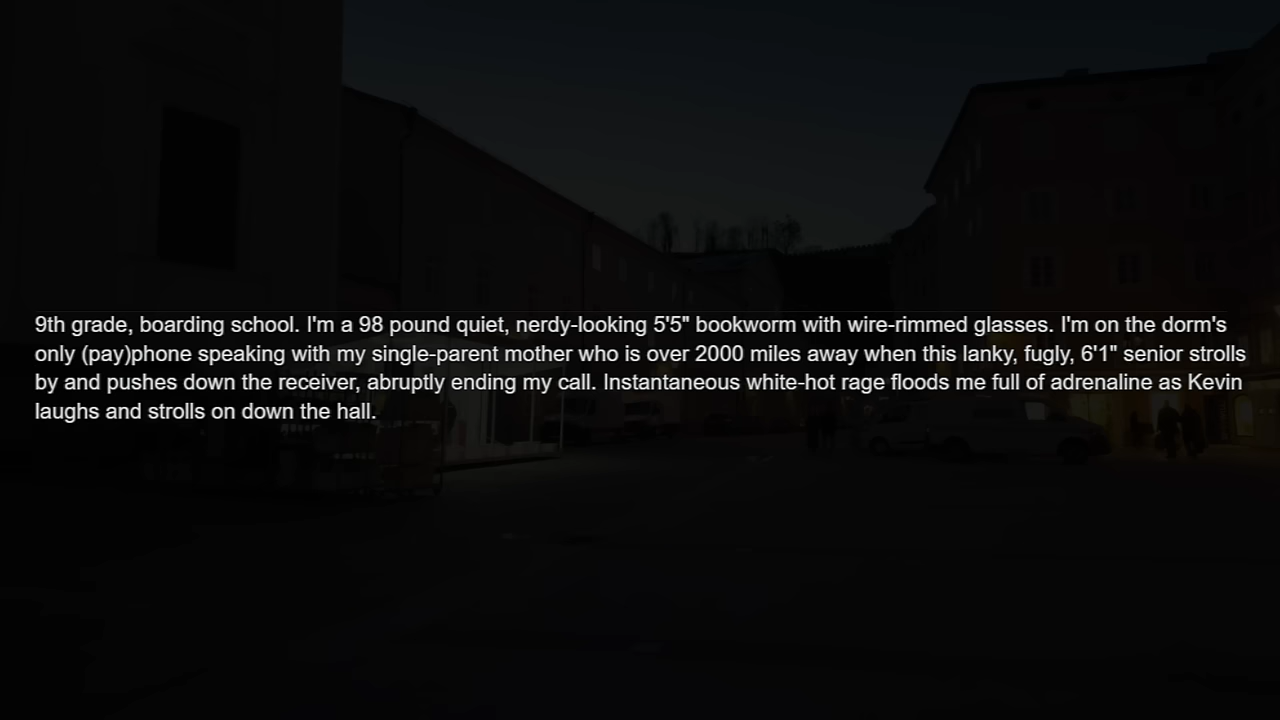 9th grade, boarding school. I'm a 98 pound quiet, nerdy-looking 5'5" bookworm with wire-rimmed glasses. I'm on the dorm's
only (pay)phone speaking with my single-parent mother who is over 2000 miles away when this lanky, fugly, 6'1" senior strolls
by and pushes down the receiver, abruptly ending my call. Instantaneous white-hot rage floods me full of adrenaline as Kevin
laughs and strolls on down the hall.